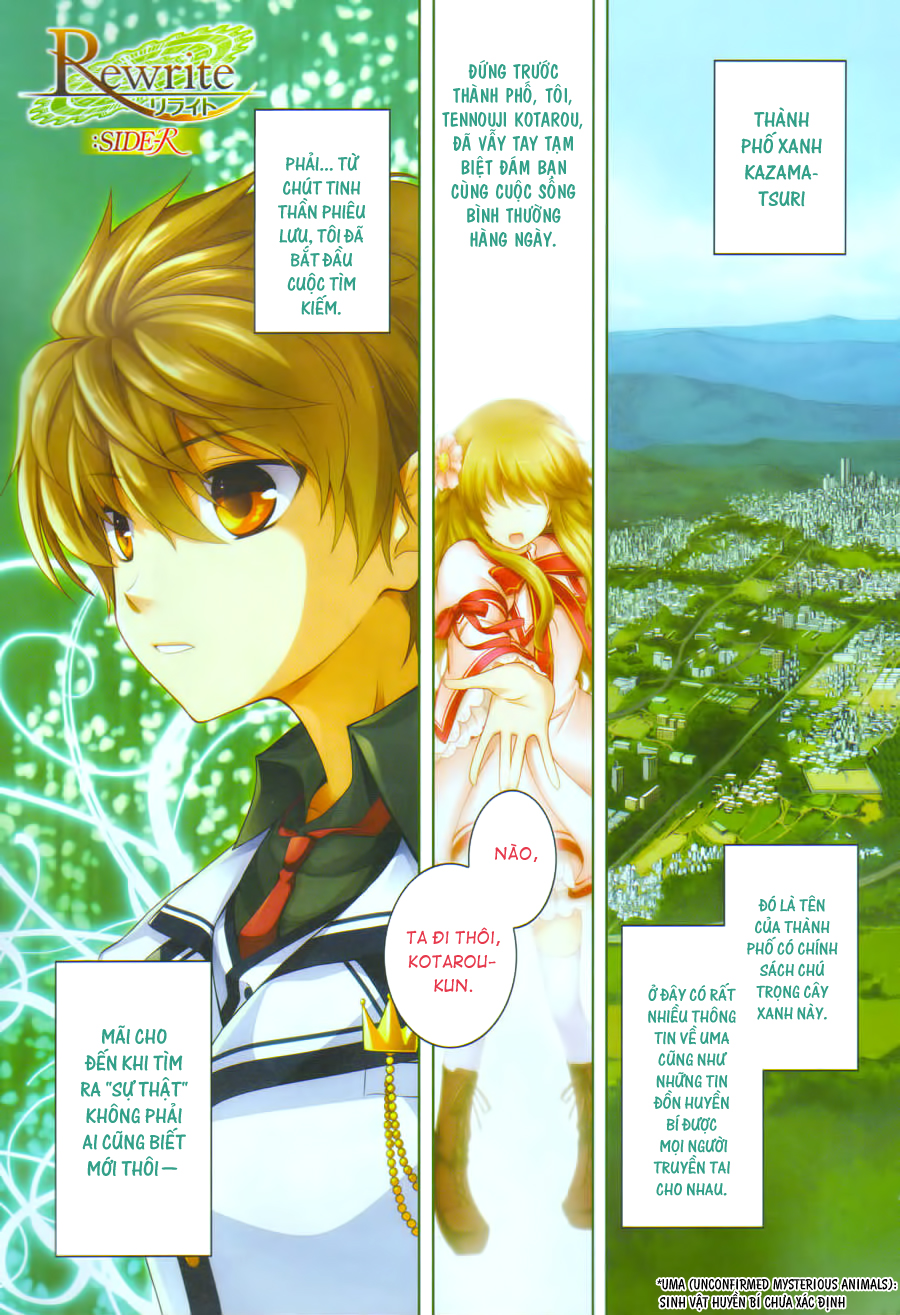 Rewrite
リライト
:SIDE-R
THÀNH
PHỐ XANH
KAZAMA-
TSURI
ĐÓ LÀ TÊN
CỦA THÀNH
PHỐ CÓ CHÍNH
SÁCH CHÚ
TRỌNG CÂY
XANH NÀY.
Ở ĐÂY CÓ RẤT
NHIỀU THÔNG
TIN VỀ UMA
CŨNG NHƯ
NHỮNG TIN
ĐỒN HUYỀN
BÍ ĐƯỢC
MỌI NGƯỜI
TRUYỀN TAI
CHO NHAU.
ĐỨNG TRƯỚC
THÀNH PHỐ, TÔI,
TENNOUJI KOTAROU,
ĐÃ VẪY TAY TẠM
BIỆT ĐÁM BẠN
CÙNG CUỘC SỐNG
BÌNH THƯỜNG
HÀNG NGÀY.
NÀO,
TA ĐI THÔI,
KOTAROU-
KUN.
PHẢI... TỪ
CHÚT TINH
THẦN PHIÊU
LƯU, TÔI ĐÃ
BẮT ĐẦU
CUỘC TÌM
KIẾM.
MÃI CHO
ĐẾN KHI TÌM
RA "SỰ THẬT"
KHÔNG PHẢI
AI CŨNG BIẾT
MỚI THÔI —
*UMA (UNCONFIRMED MYSTERIOUS ANIMALS):
SINH VẬT HUYỀN BÍ CHƯA XÁC ĐỊNH